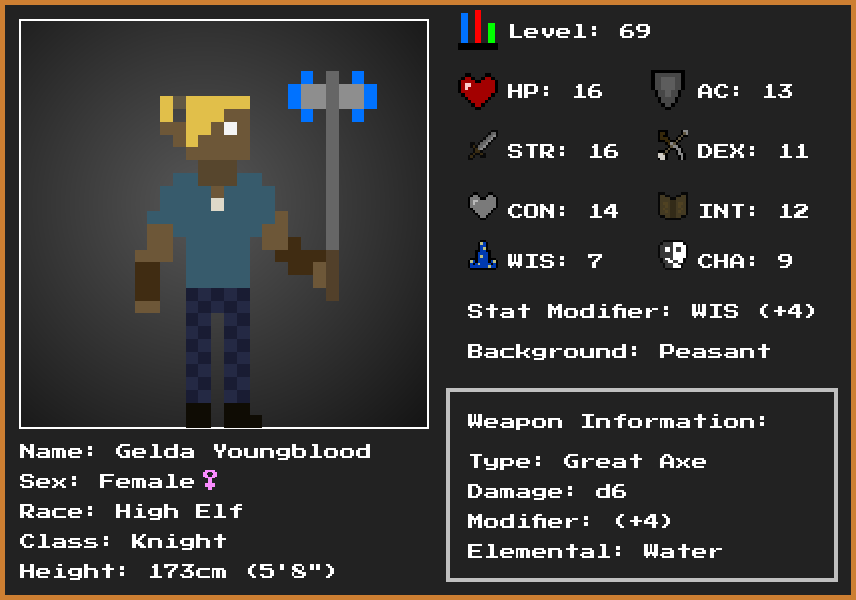 Level: 69
HP: 16
AC: 13
STR: 16
DEX: 11
CON: 14
INT: 12
WIS: 7
CHA: 9
Stat Modifier: WIS (+4)
Background: Peasant
Weapon Information:
Type: Great Axe
Damage: d6
Modifier: (+4)
Elemental: Water
Name: Gelda Youngblood
Sex: Female♀
Race: High Elf
Class: Knight
Height: 173cm (5'8")